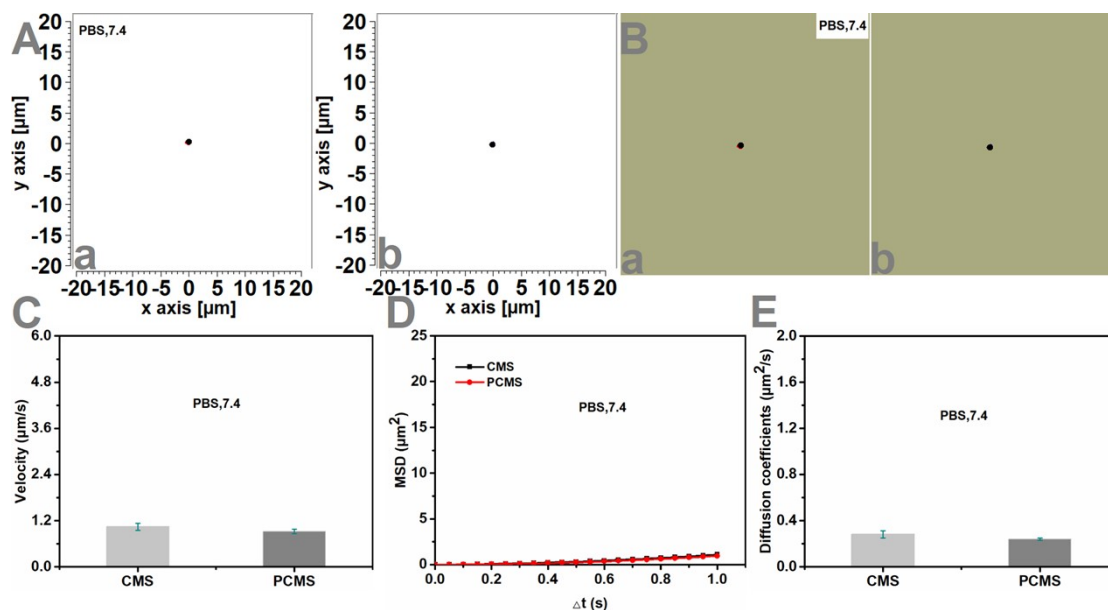 A
PBS,7.4
y axis [μm]
20
15
10
5
0
-5
-10
-15
-20
a
-20-15-10-5 0 5 10 15 20
x axis [μm]
y axis [μm]
20
15
10
5
0
-5
-10
-15
-20
b
-20-15-10-5 0 5 10 15 20
x axis [μm]
B
PBS,7.4
a
b
C
Velocity (μm/s)
6.0
4.8
3.6
2.4
1.2
0.0
PBS,7.4
CMS
PCMS
D
MSD (μm²)
25
20
15
10
5
0
CMS
PCMS
PBS,7.4
0.0 0.2 0.4 0.6 0.8 1.0
△t (s)
E
Diffusion coefficients (μm²/s)
2.0
1.6
1.2
0.8
0.4
0.0
PBS,7.4
CMS
PCMS